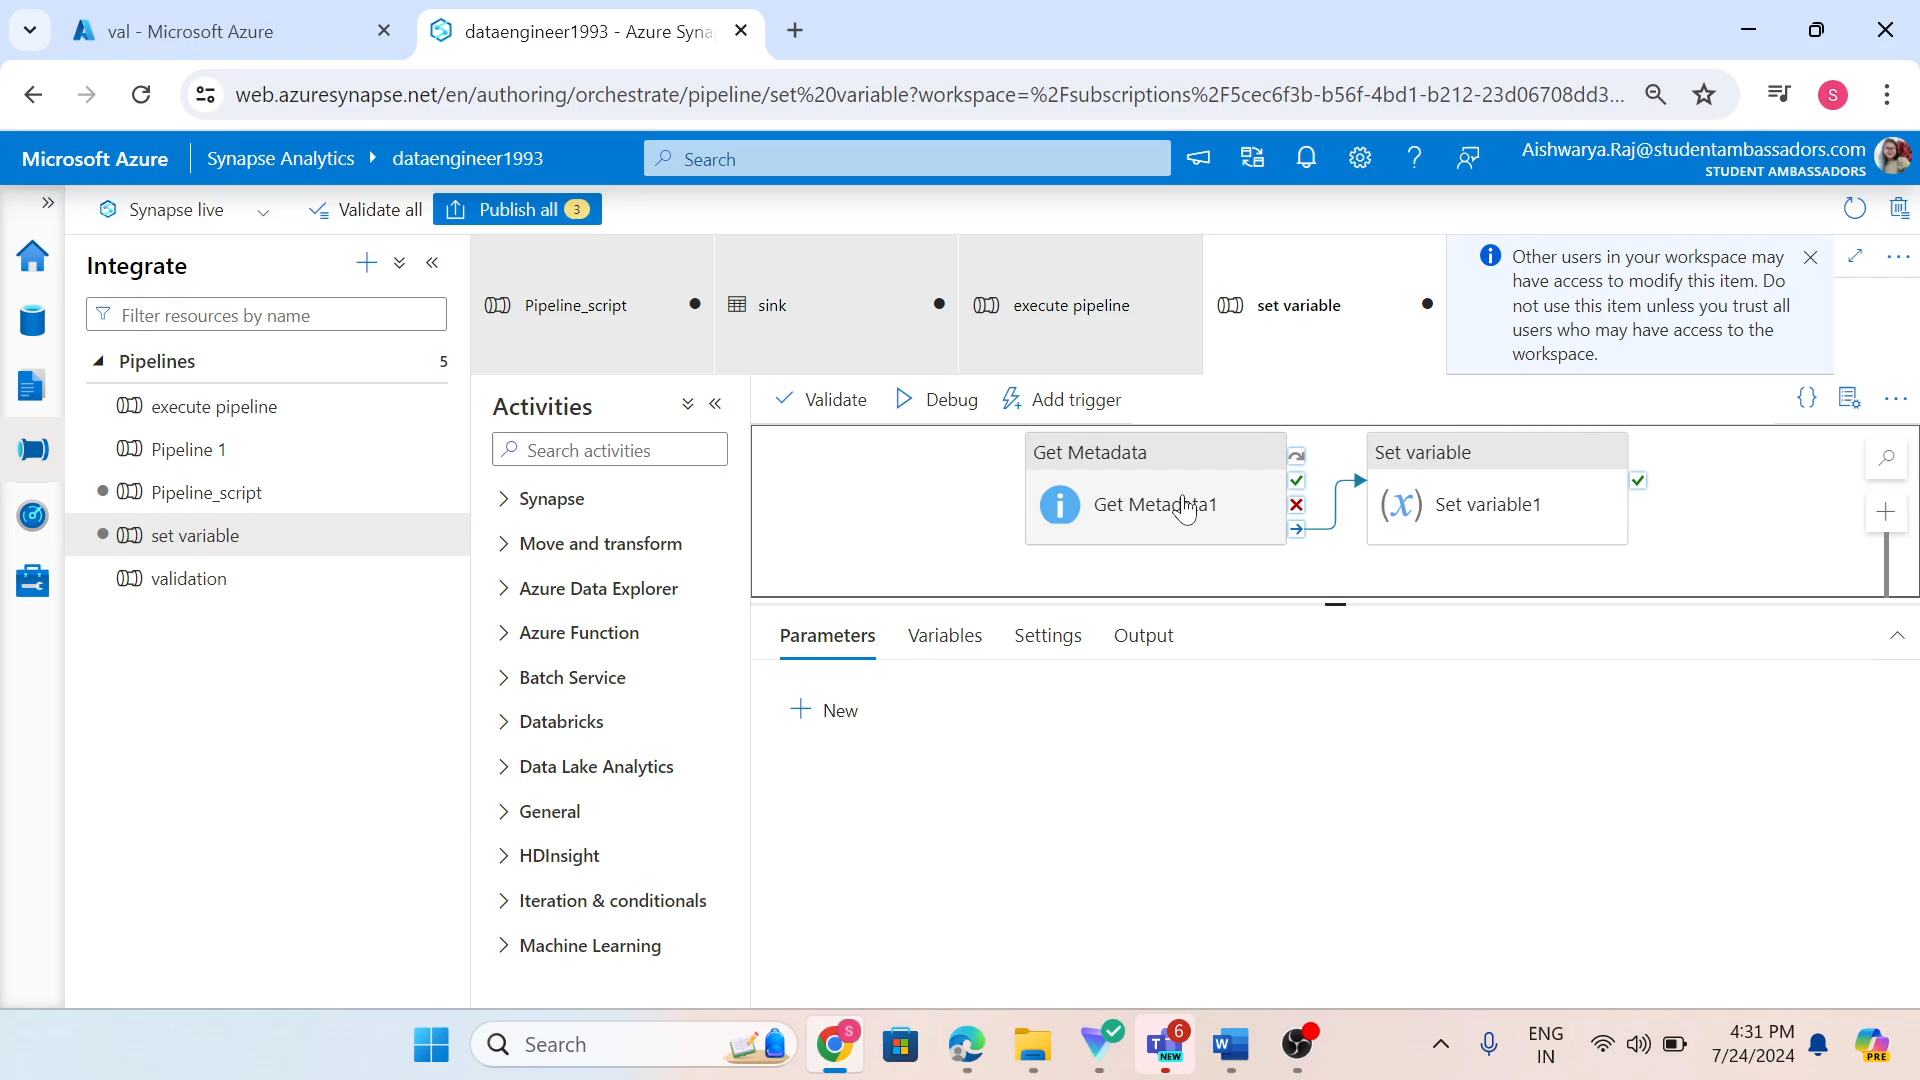 val - Microsoft Azure
dataengineer1993 - Azure Syna
web.azuresynapse.net/en/authoring/orchestrate/pipeline/set%20variable?workspace=%2Fsubscriptions%2F5cec6f3b-b56f-4bd1-b212-23d06708dd3...
S
Microsoft Azure
Synapse Analytics
dataengineer1993
Search
Aishwarya.Raj@studentambassadors.com
STUDENT AMBASSADORS
Synapse live
Validate all
Publish all 3
Integrate
Filter resources by name
Pipelines 5
execute pipeline
Pipeline 1
Pipeline_script
set variable
validation
Pipeline_script
sink
execute pipeline
set variable
Other users in your workspace may
have access to modify this item. Do
not use this item unless you trust all
users who may have access to the
workspace.
Activities
Search activities
Synapse
Move and transform
Azure Data Explorer
Azure Function
Batch Service
Databricks
Data Lake Analytics
General
HDInsight
Iteration & conditionals
Machine Learning
Validate
Debug
Add trigger
Get Metadata
Get Metadata1
Set variable
(x) Set variable1
Parameters
Variables
Settings
Output
New
Search
S
6
NEW
W
ENG
IN
4:31 PM
7/24/2024
PRE